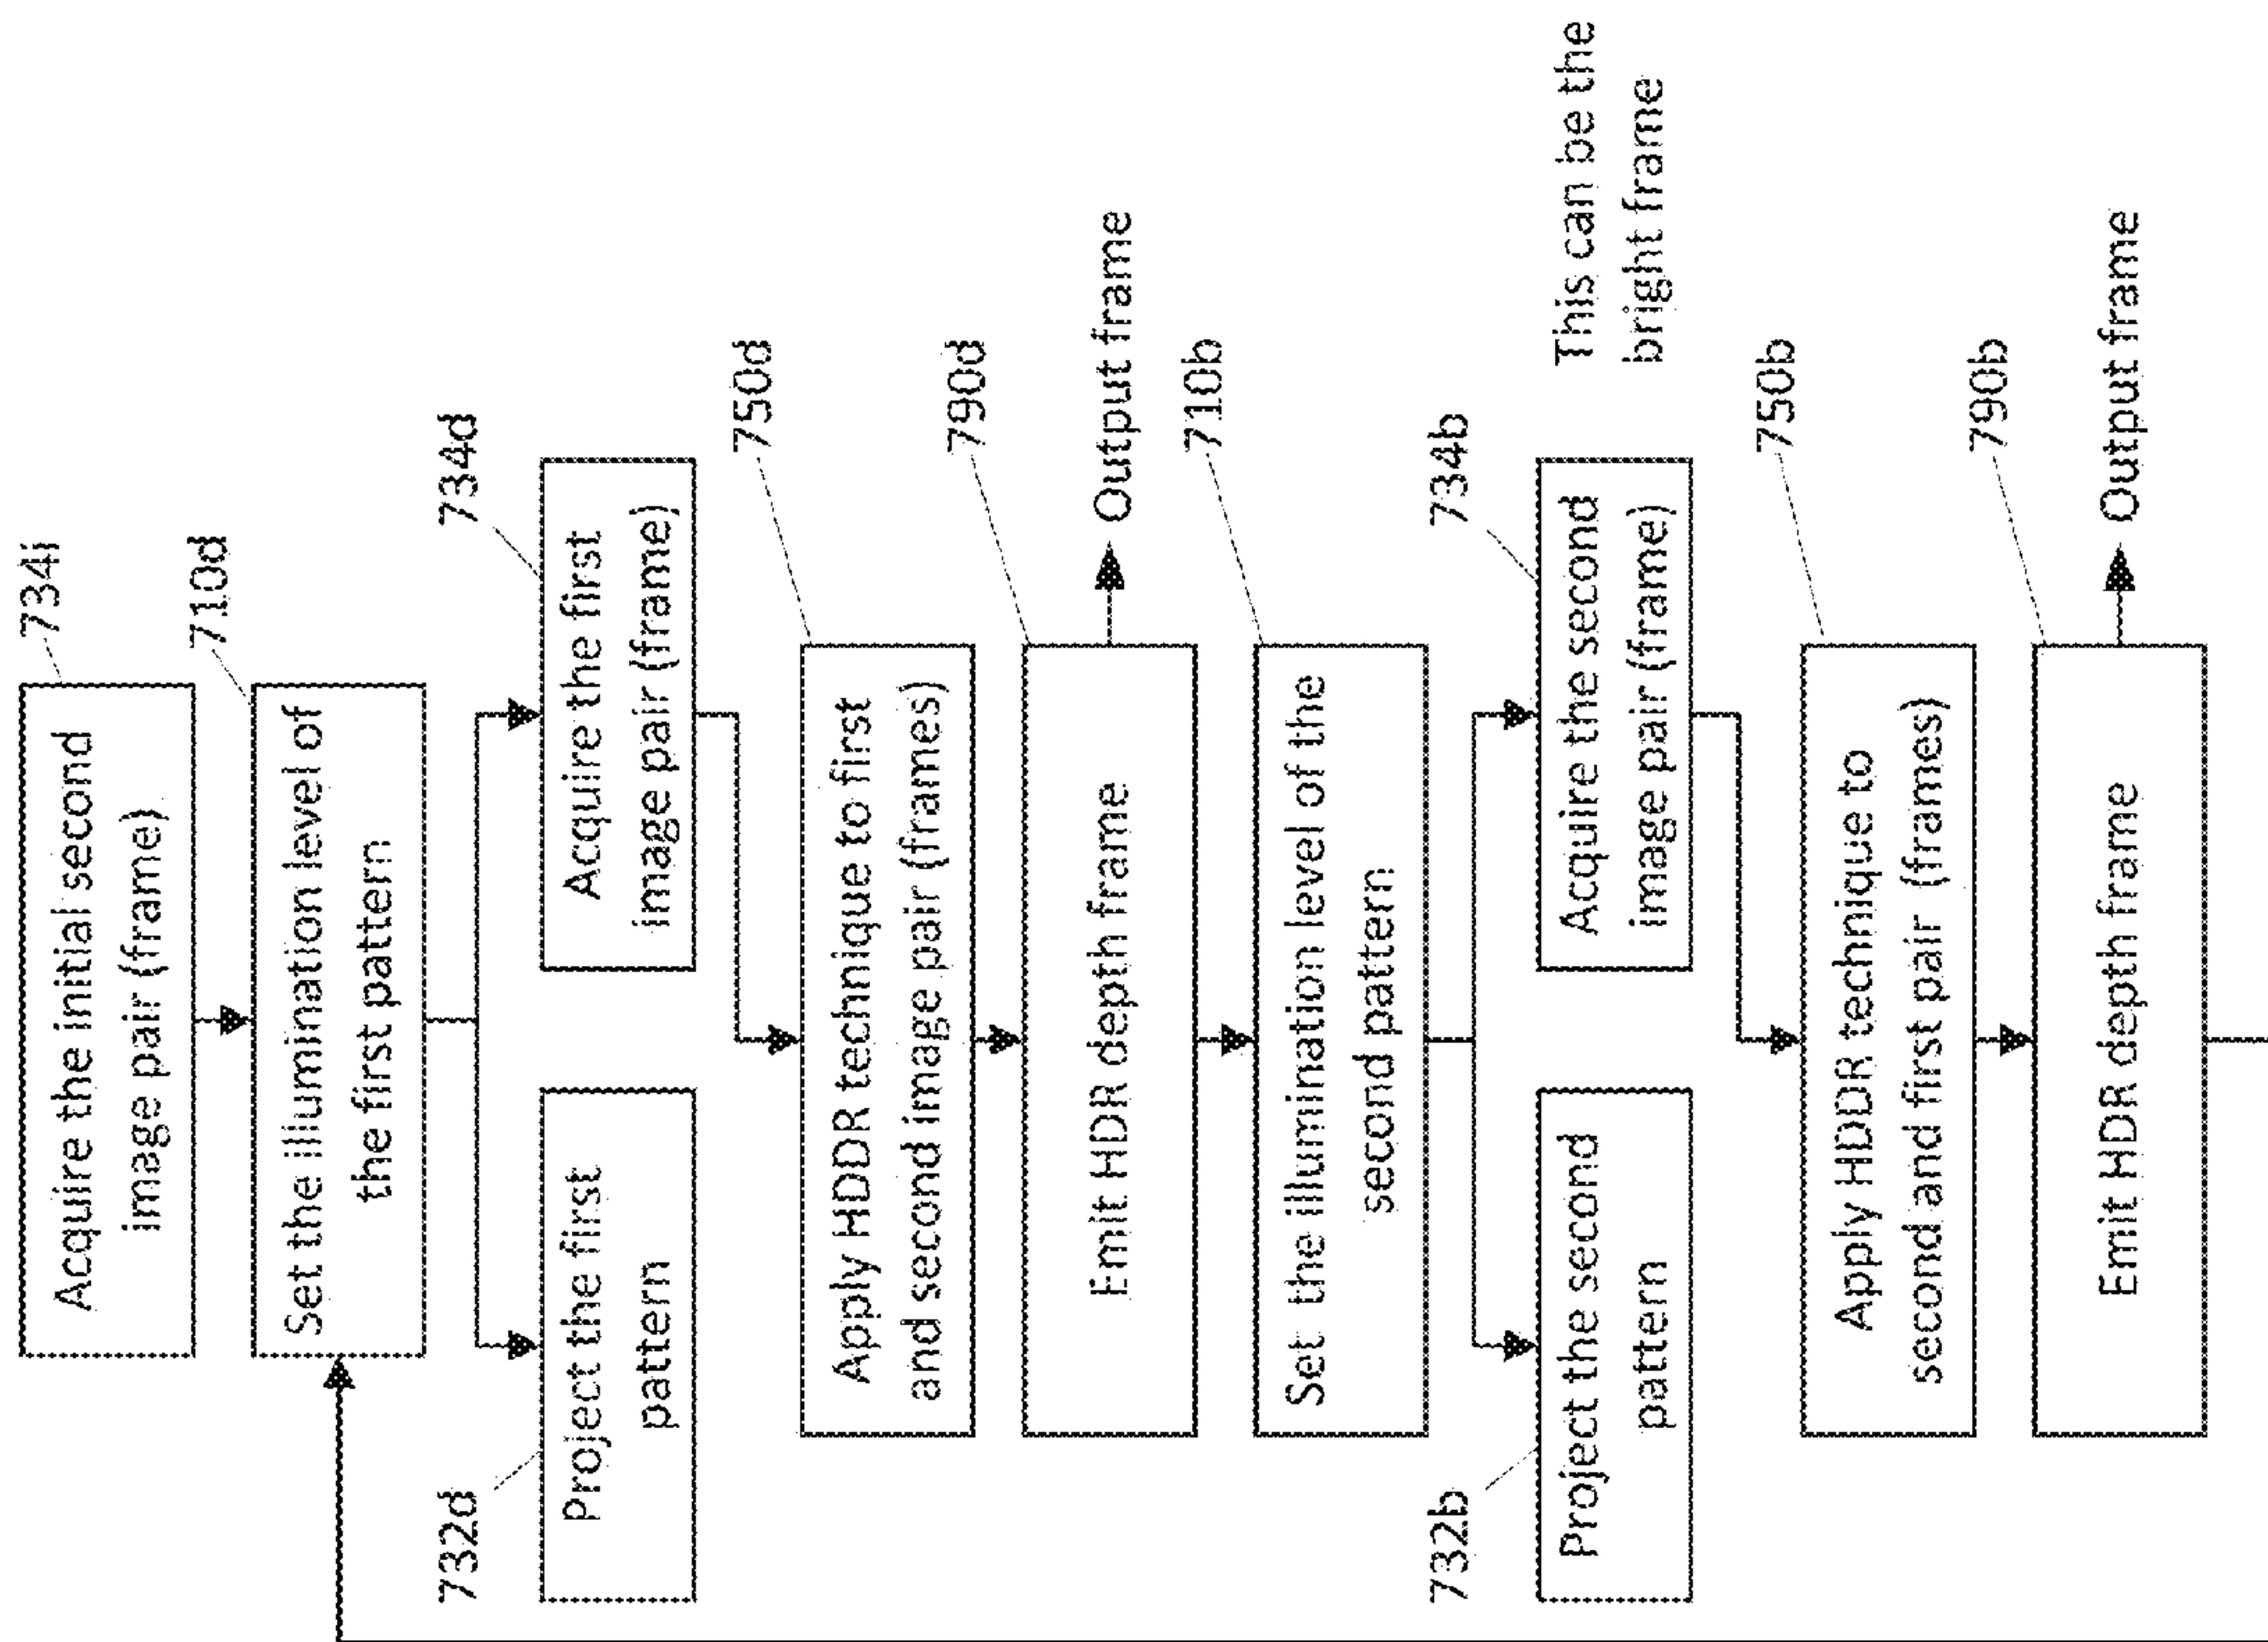 Acquire the initial second
image pair (frame)
734i
Set the illumination level of
the first pattern
710d
732d
Project the first
pattern
734d
Acquire the first
image pair (frame)
750d
Apply HDDR technique to first
and second image pair (frames)
790d
Emit HDR depth frame
Output frame
710b
Set the illumination level of the
second pattern
732b
Project the second
pattern
734b
Acquire the second
image pair (frame)
This can be the
bright frame
750b
Apply HDDR technique to
second and first pair (frames)
790b
Emit HDR depth frame
Output frame